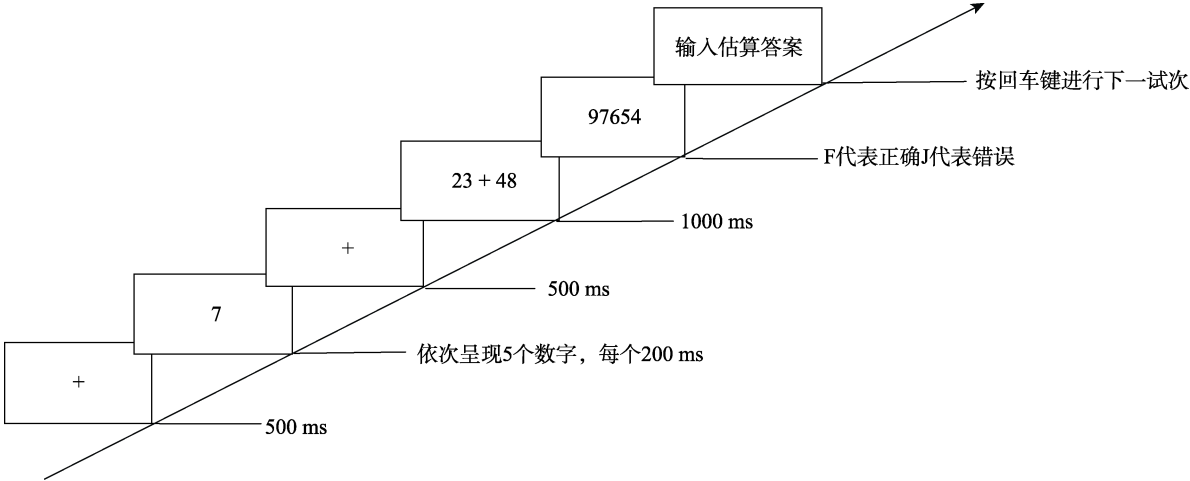 输入估算答案
按回车键进行下一试次
97654
F代表正确J代表错误
23 + 48
1000 ms
+
500 ms
7
依次呈现5个数字，每个200 ms
+
500 ms